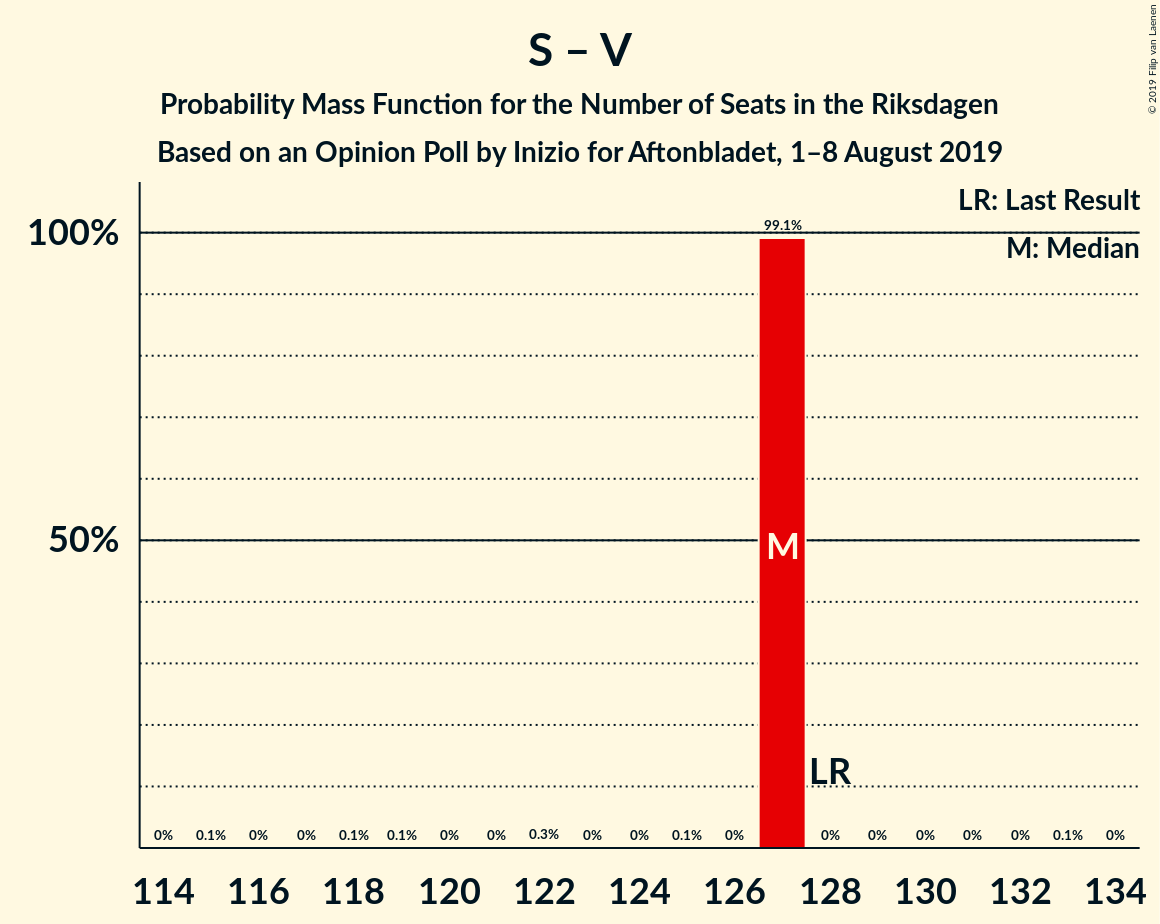 S – V
Probability Mass Function for the Number of Seats in the Riksdagen
Based on an Opinion Poll by Inizio for Aftonbladet, 1–8 August 2019
© 2019 Filip van Laenen
LR: Last Result
M: Median
100%
50%
99.1%
M
LR
0% 0.1% 0% 0% 0.1% 0.1% 0% 0% 0.3% 0% 0% 0.1% 0% 0% 0% 0% 0% 0% 0.1% 0%
114 116 118 120 122 124 126 128 130 132 134